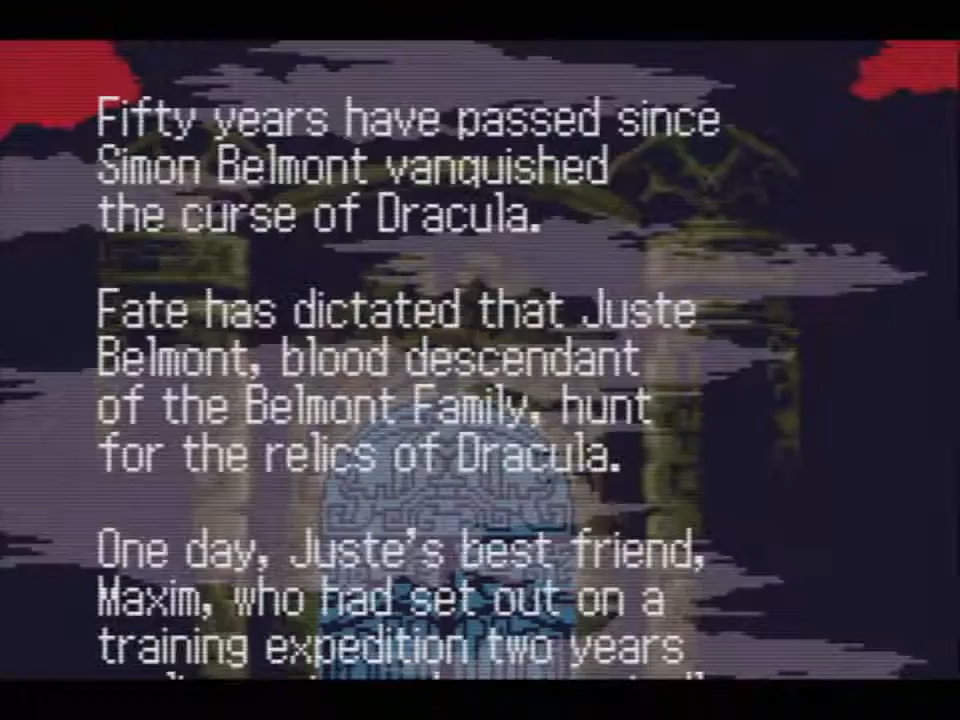 Fifty years have passed since
Simon Belmont vanquished
the curse of Dracula.
Fate has dictated that Juste
Belmont, blood descendant
of the Belmont Family, hunt
for the relics of Dracula.
One day, Juste's best friend,
Maxim, who had set out on a
training expedition two years